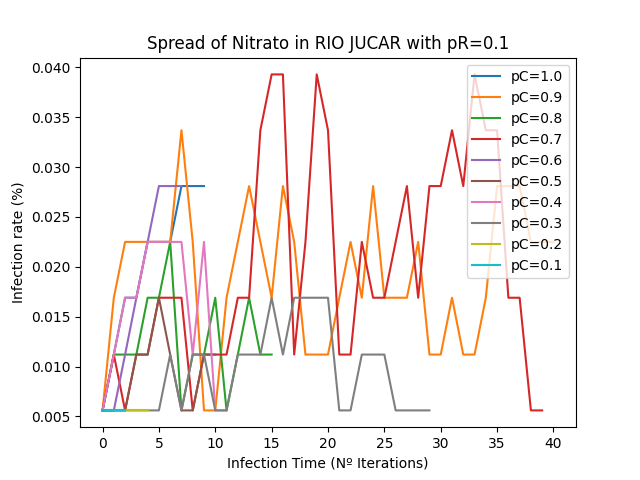 Spread of Nitrato in RIO JUCAR with pR=0.1
0.040
0.035
0.030
0.025
0.020
0.015
0.010
0.005
Infection rate (%)
pC=1.0
pC=0.9
pC=0.8
pC=0.7
pC=0.6
pC=0.5
pC=0.4
pC=0.3
pC=0.2
pC=0.1
0 5 10 15 20 25 30 35 40
Infection Time (Nº Iterations)